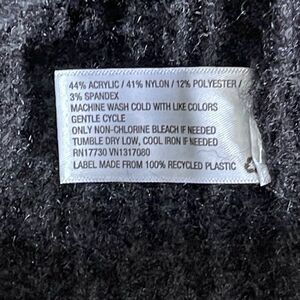 44% ACRYLIC / 41% NYLON / 12% POLYESTER /
3% SPANDEX
MACHINE WASH COLD WITH LIKE COLORS
GENTLE CYCLE
ONLY NON-CHLORINE BLEACH IF NEEDED
TUMBLE DRY LOW, COOL IRON IF NEEDED
RN17730 VN1317080
LABEL MADE FROM 100% RECYCLED PLASTIC